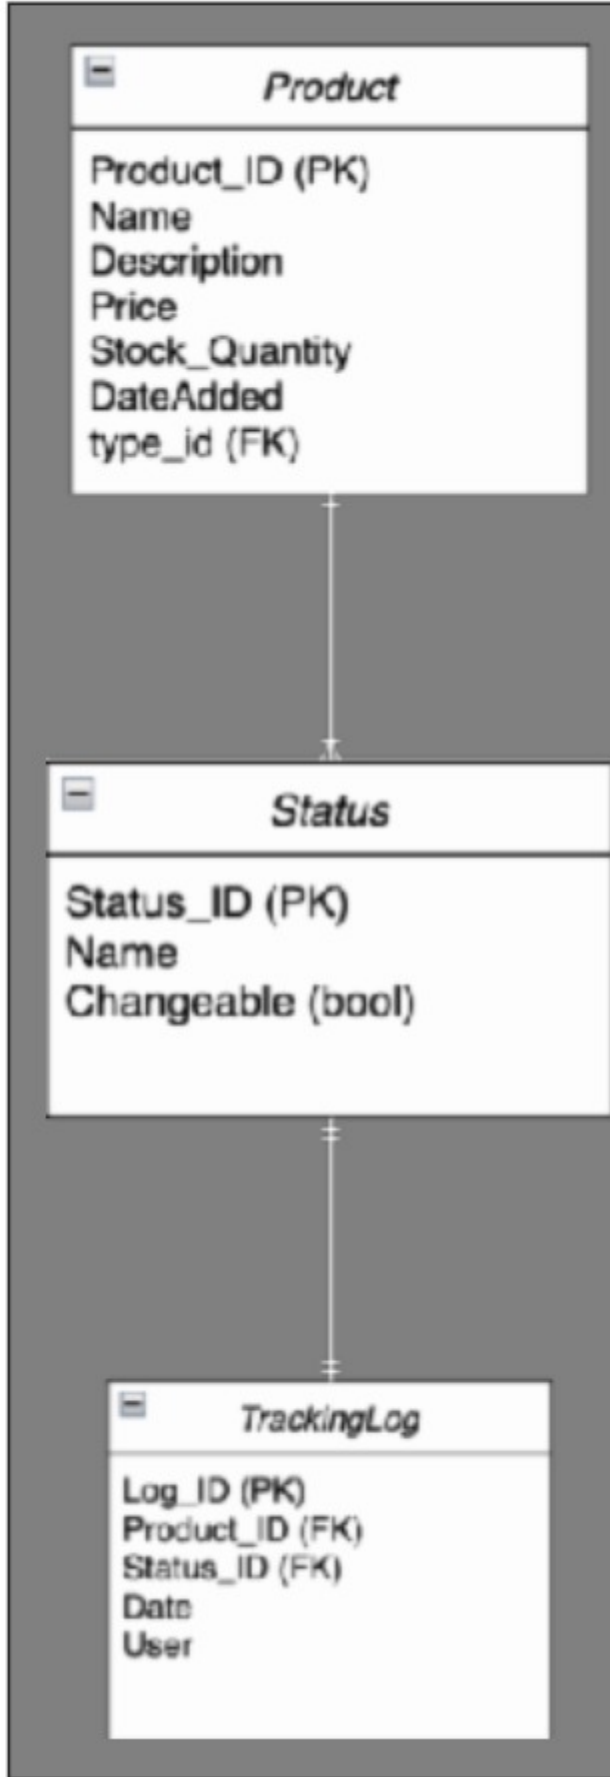 Product
Product_ID (PK)
Name
Description
Price
Stock_Quantity
DateAdded
type_id (FK)
Status
Status_ID (PK)
Name
Changeable (bool)
TrackingLog
Log_ID (PK)
Product_ID (FK)
Status_ID (FK)
Date
User